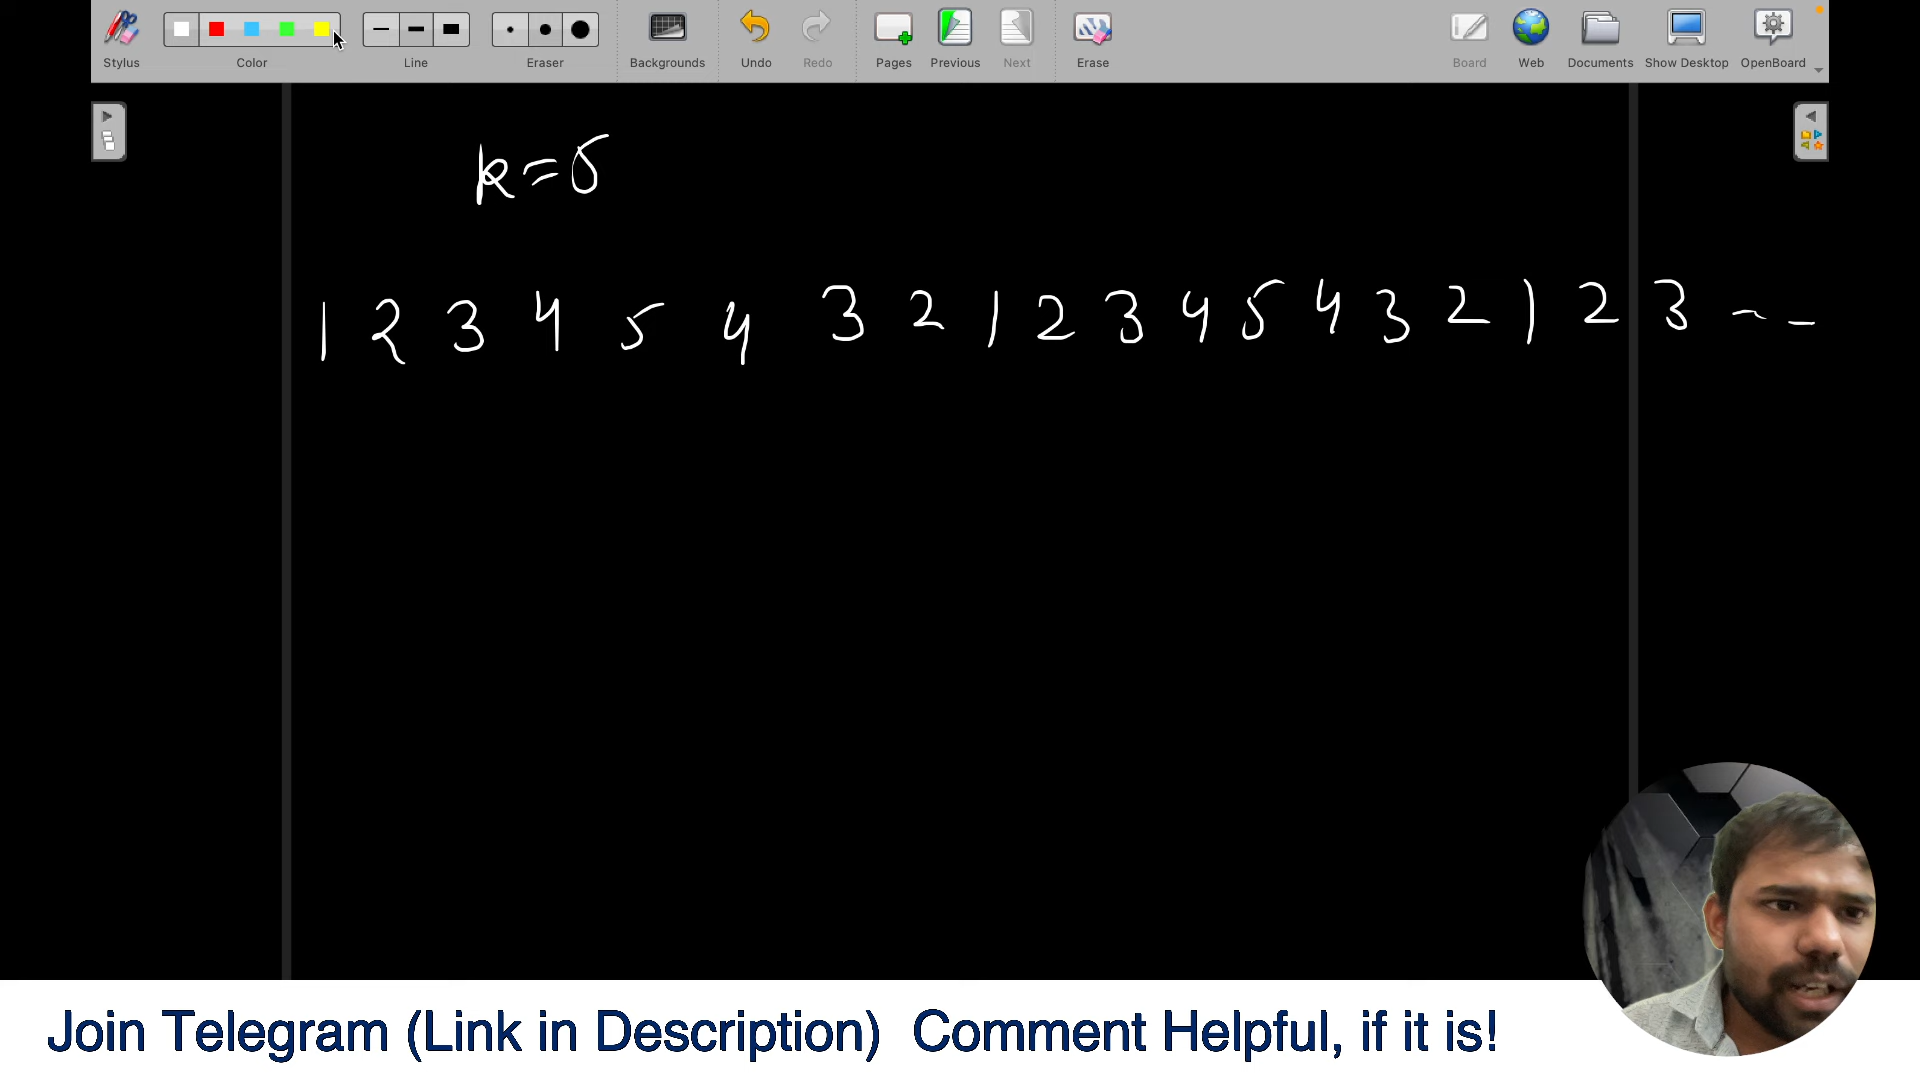 Stylus Color Line Eraser Backgrounds Undo Redo Pages Previous Next Erase Board Web Documents Show Desktop OpenBoard
k=5
1 2 3 4 5 4 3 2 1 2 3 4 5 4 3 2 1 2 3 - -
Join Telegram (Link in Description) Comment Helpful, if it is!